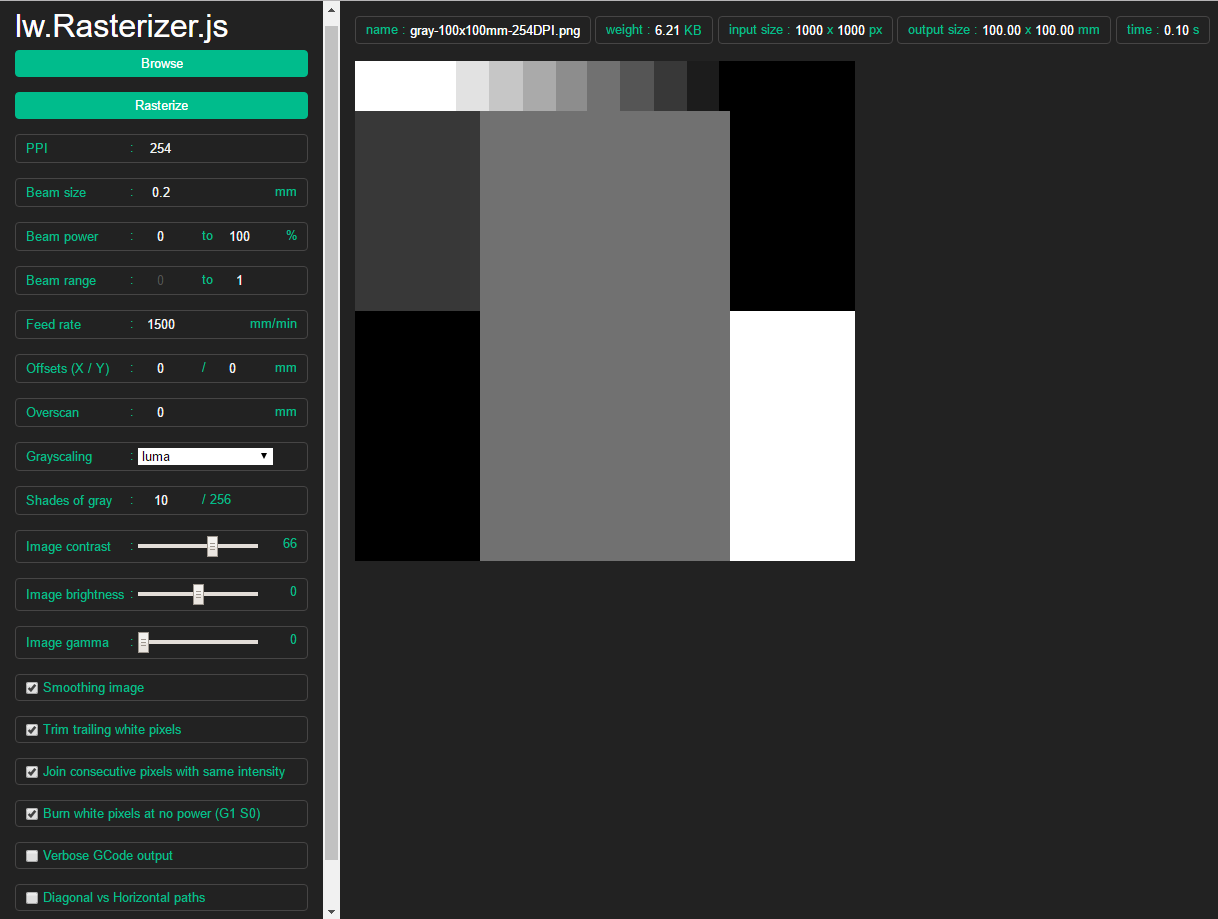 lw.Rasterizer.js
Browse
Rasterize
PPI : 254
Beam size : 0.2 mm
Beam power : 0 to 100 %
Beam range : 0 to 1
Feed rate : 1500 mm/min
Offsets (X / Y) : 0 / 0 mm
Overscan : 0 mm
Grayscaling : luma
Shades of gray : 10 / 256
Image contrast : 66
Image brightness : 0
Image gamma : 0
Smoothing image
Trim trailing white pixels
Join consecutive pixels with same intensity
Burn white pixels at no power (G1 S0)
Verbose GCode output
Diagonal vs Horizontal paths
name : gray-100x100mm-254DPI.png weight : 6.21 KB input size : 1000 x 1000 px output size : 100.00 x 100.00 mm time : 0.10 s